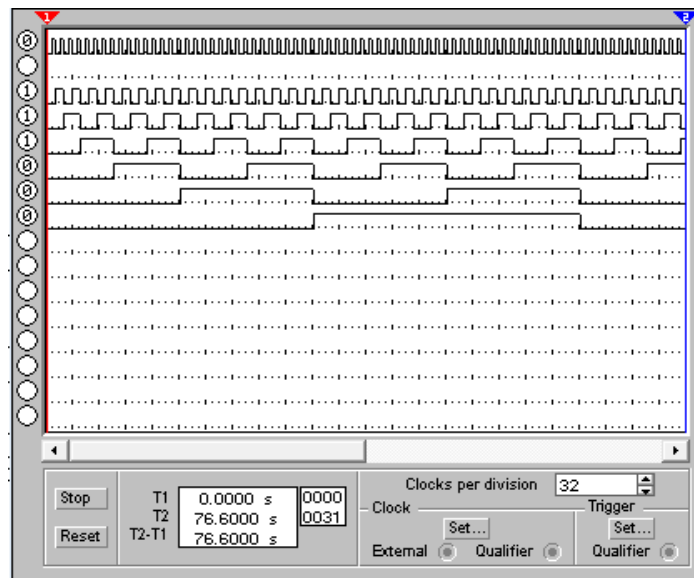 1 2
0
1
1
1
0
0
0
Clocks per division 32
Stop
T1 0.0000 s 0000
T2 76.6000 s 0031
T2-T1 76.6000 s
Reset
Clock
Set...
External Qualifier
Trigger
Set...
Qualifier